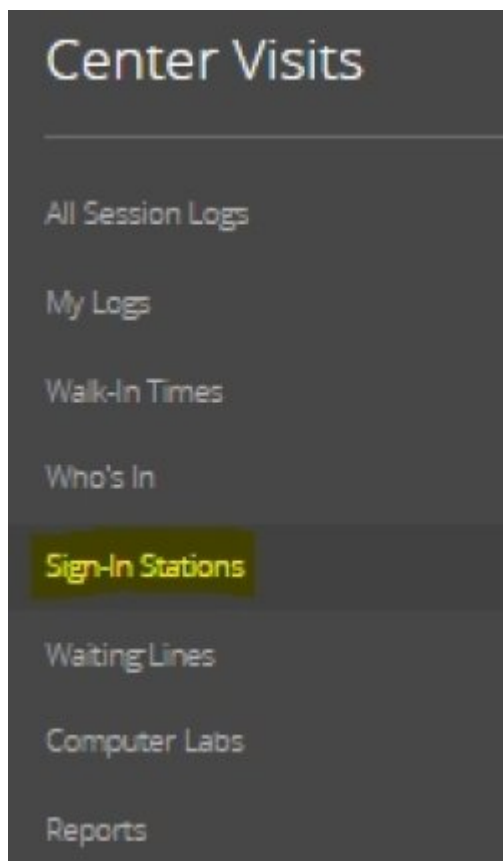 Center Visits
All Session Logs
My Logs
Walk-In Times
Who's In
Sign-In Stations
Waiting Lines
Computer Labs
Reports